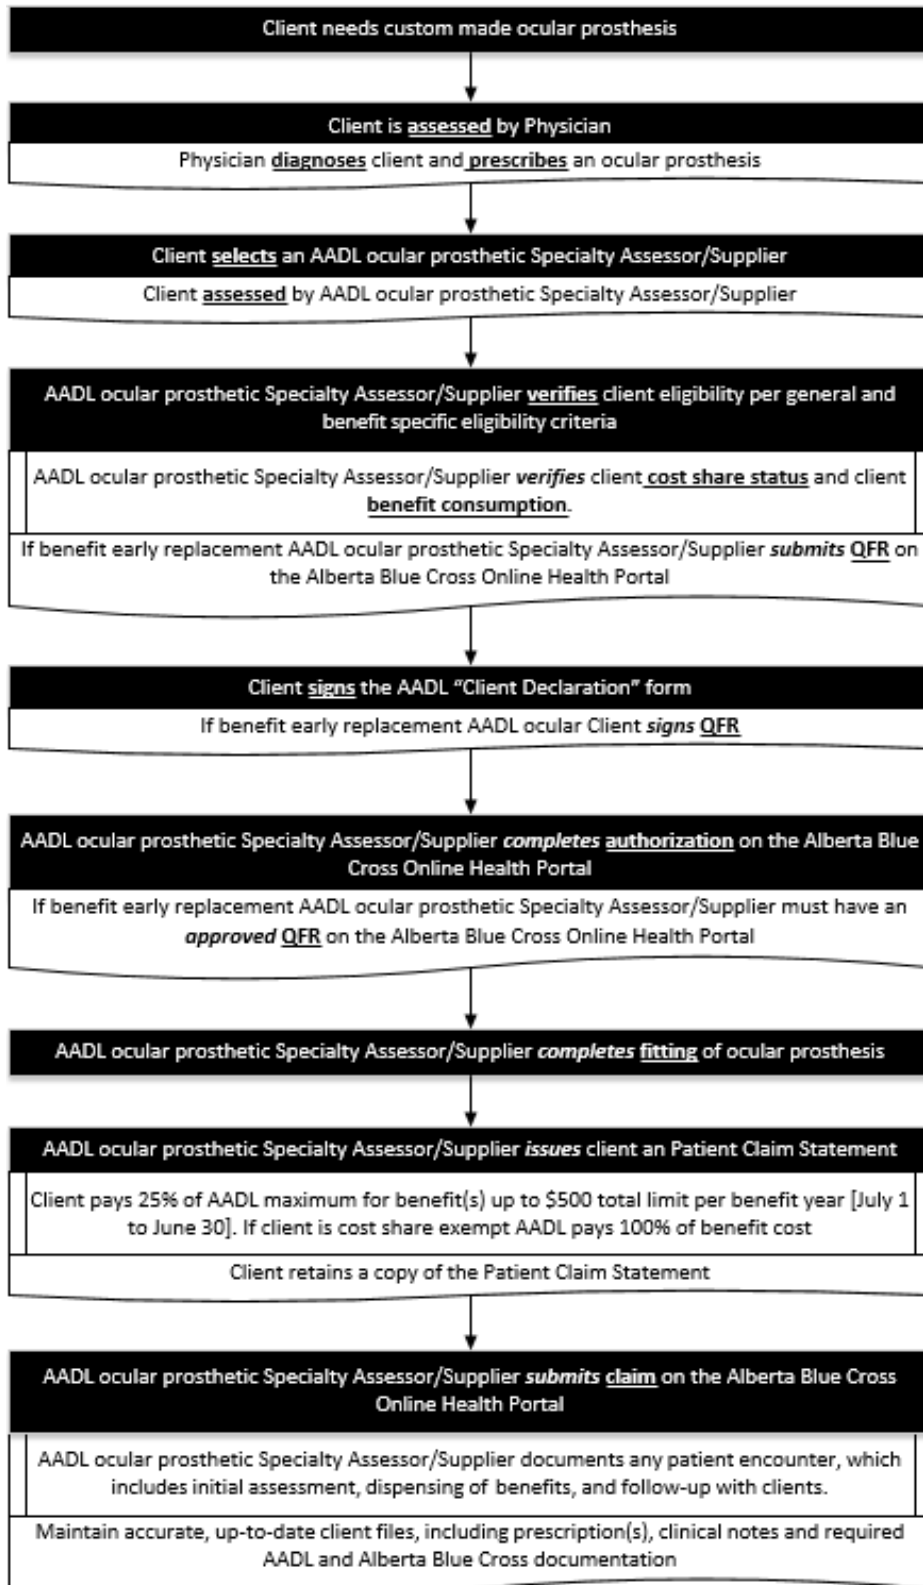 Client needs custom made ocular prosthesis
Client is assessed by Physician
Physician diagnoses client and prescribes an ocular prosthesis
Client selects an AADL ocular prosthetic Specialty Assessor/Supplier
Client assessed by AADL ocular prosthetic Specialty Assessor/Supplier
AADL ocular prosthetic Specialty Assessor/Supplier verifies client eligibility per general and
benefit specific eligibility criteria
AADL ocular prosthetic Specialty Assessor/Supplier verifies client cost share status and client
benefit consumption.
If benefit early replacement AADL ocular prosthetic Specialty Assessor/Supplier submits QFR on
the Alberta Blue Cross Online Health Portal
Client signs the AADL “Client Declaration” form
If benefit early replacement AADL ocular Client signs QFR
AADL ocular prosthetic Specialty Assessor/Supplier completes authorization on the Alberta Blue
Cross Online Health Portal
If benefit early replacement AADL ocular prosthetic Specialty Assessor/Supplier must have an
approved QFR on the Alberta Blue Cross Online Health Portal
AADL ocular prosthetic Specialty Assessor/Supplier completes fitting of ocular prosthesis
AADL ocular prosthetic Specialty Assessor/Supplier issues client an Patient Claim Statement
Client pays 25% of AADL maximum for benefit(s) up to $500 total limit per benefit year [July 1
to June 30]. If client is cost share exempt AADL pays 100% of benefit cost
Client retains a copy of the Patient Claim Statement
AADL ocular prosthetic Specialty Assessor/Supplier submits claim on the Alberta Blue Cross
Online Health Portal
AADL ocular prosthetic Specialty Assessor/Supplier documents any patient encounter, which
includes initial assessment, dispensing of benefits, and follow-up with clients.
Maintain accurate, up-to-date client files, including prescription(s), clinical notes and required
AADL and Alberta Blue Cross documentation